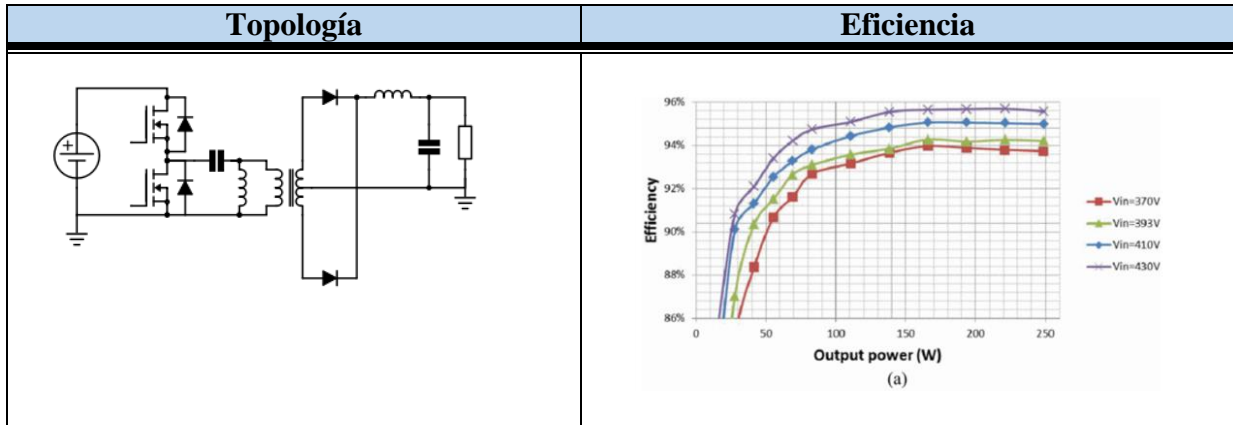 Topología
Eficiencia
+
96%
94%
92%
90%
88%
86%
Efficiency
0 50 100 150 200 250
Output power (W)
Vin=370V
Vin=393V
Vin=410V
Vin=430V
(a)